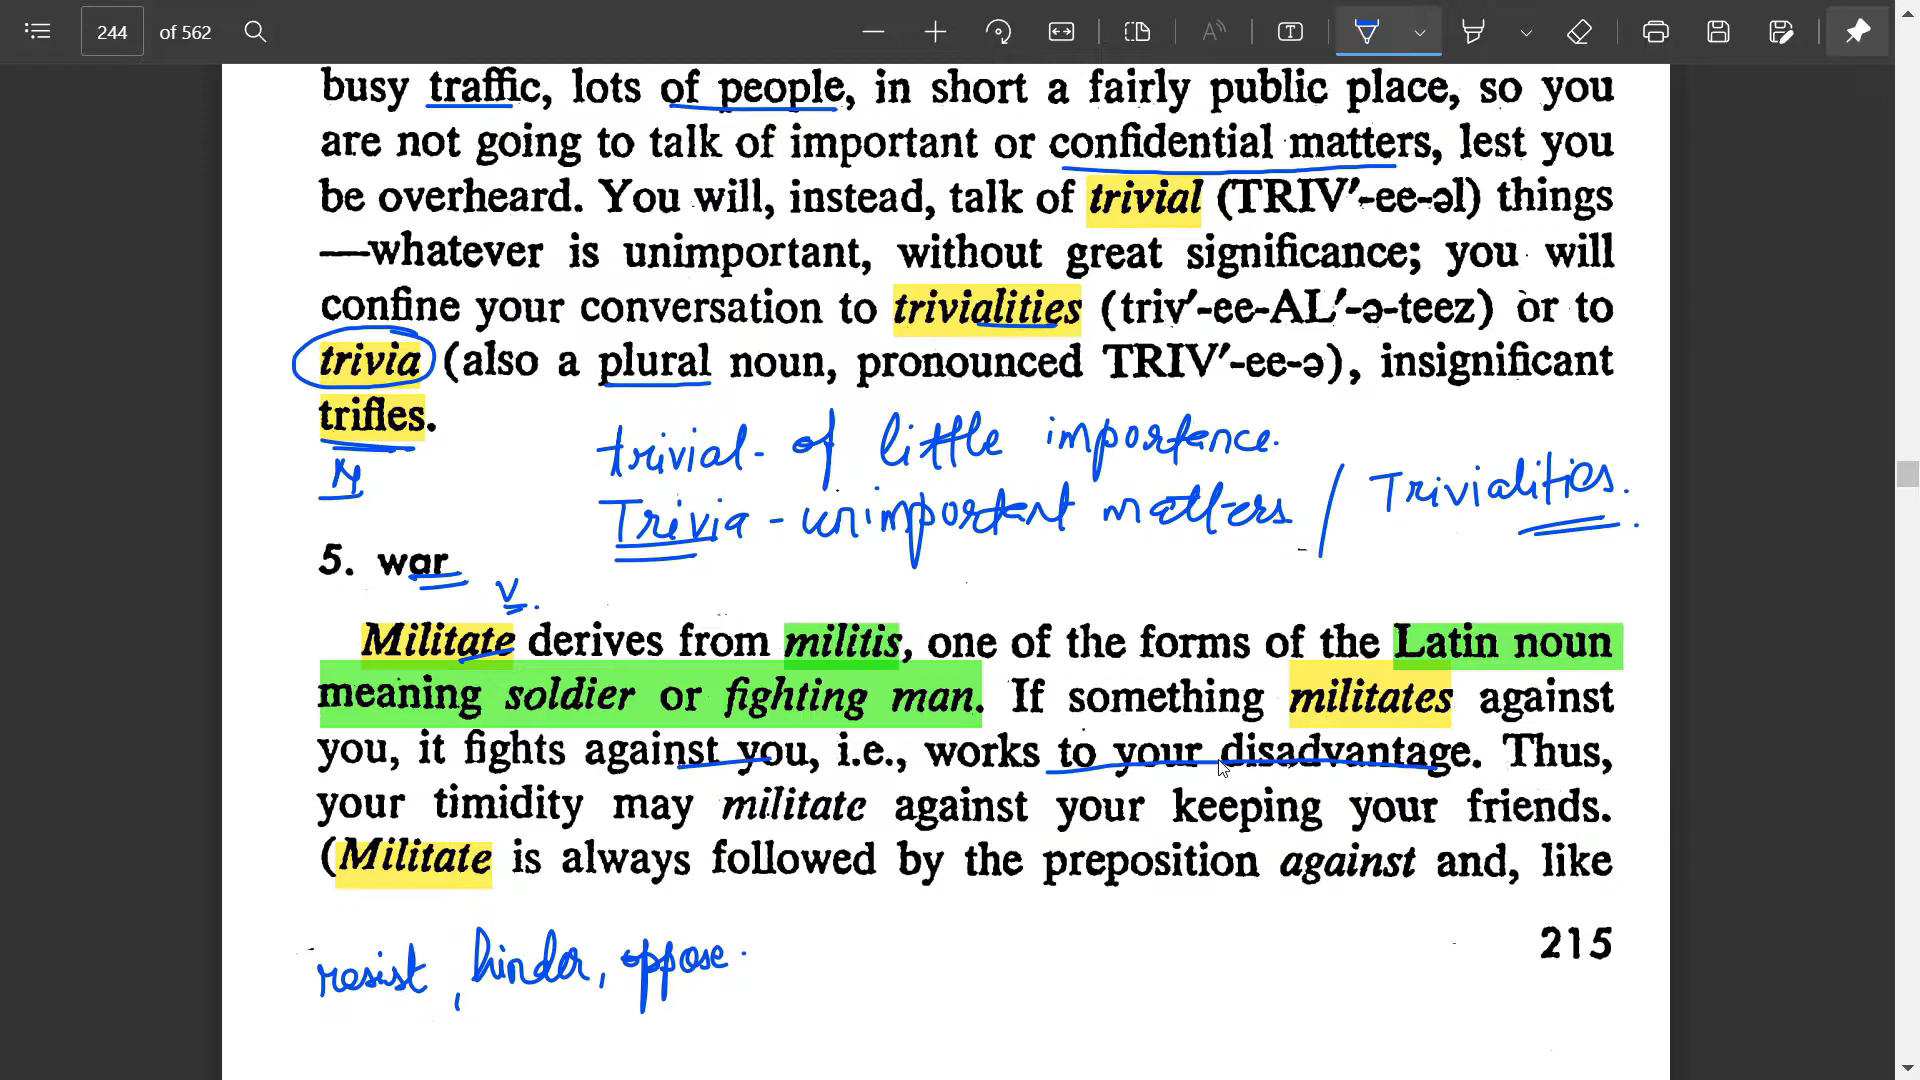 244 of 562
busy traffic, lots of people, in short a fairly public place, so you
are not going to talk of important or confidential matters, lest you
be overheard. You will, instead, talk of trivial (TRIV′-ee-əl) things
—whatever is unimportant, without great significance; you will
confine your conversation to trivialities (triv′-ee-AL′-ə-teez) or to
trivia (also a plural noun, pronounced TRIV′-ee-ə), insignificant
trifles.
trivial - of little importence.
N
Trivia - unimportant matters / Trivialities.
5. war
v.
Militate derives from militis, one of the forms of the Latin noun
meaning soldier or fighting man. If something militates against
you, it fights against you, i.e., works to your disadvantage. Thus,
your timidity may militate against your keeping your friends.
(Militate is always followed by the preposition against and, like
215
resist, hinder, oppose.